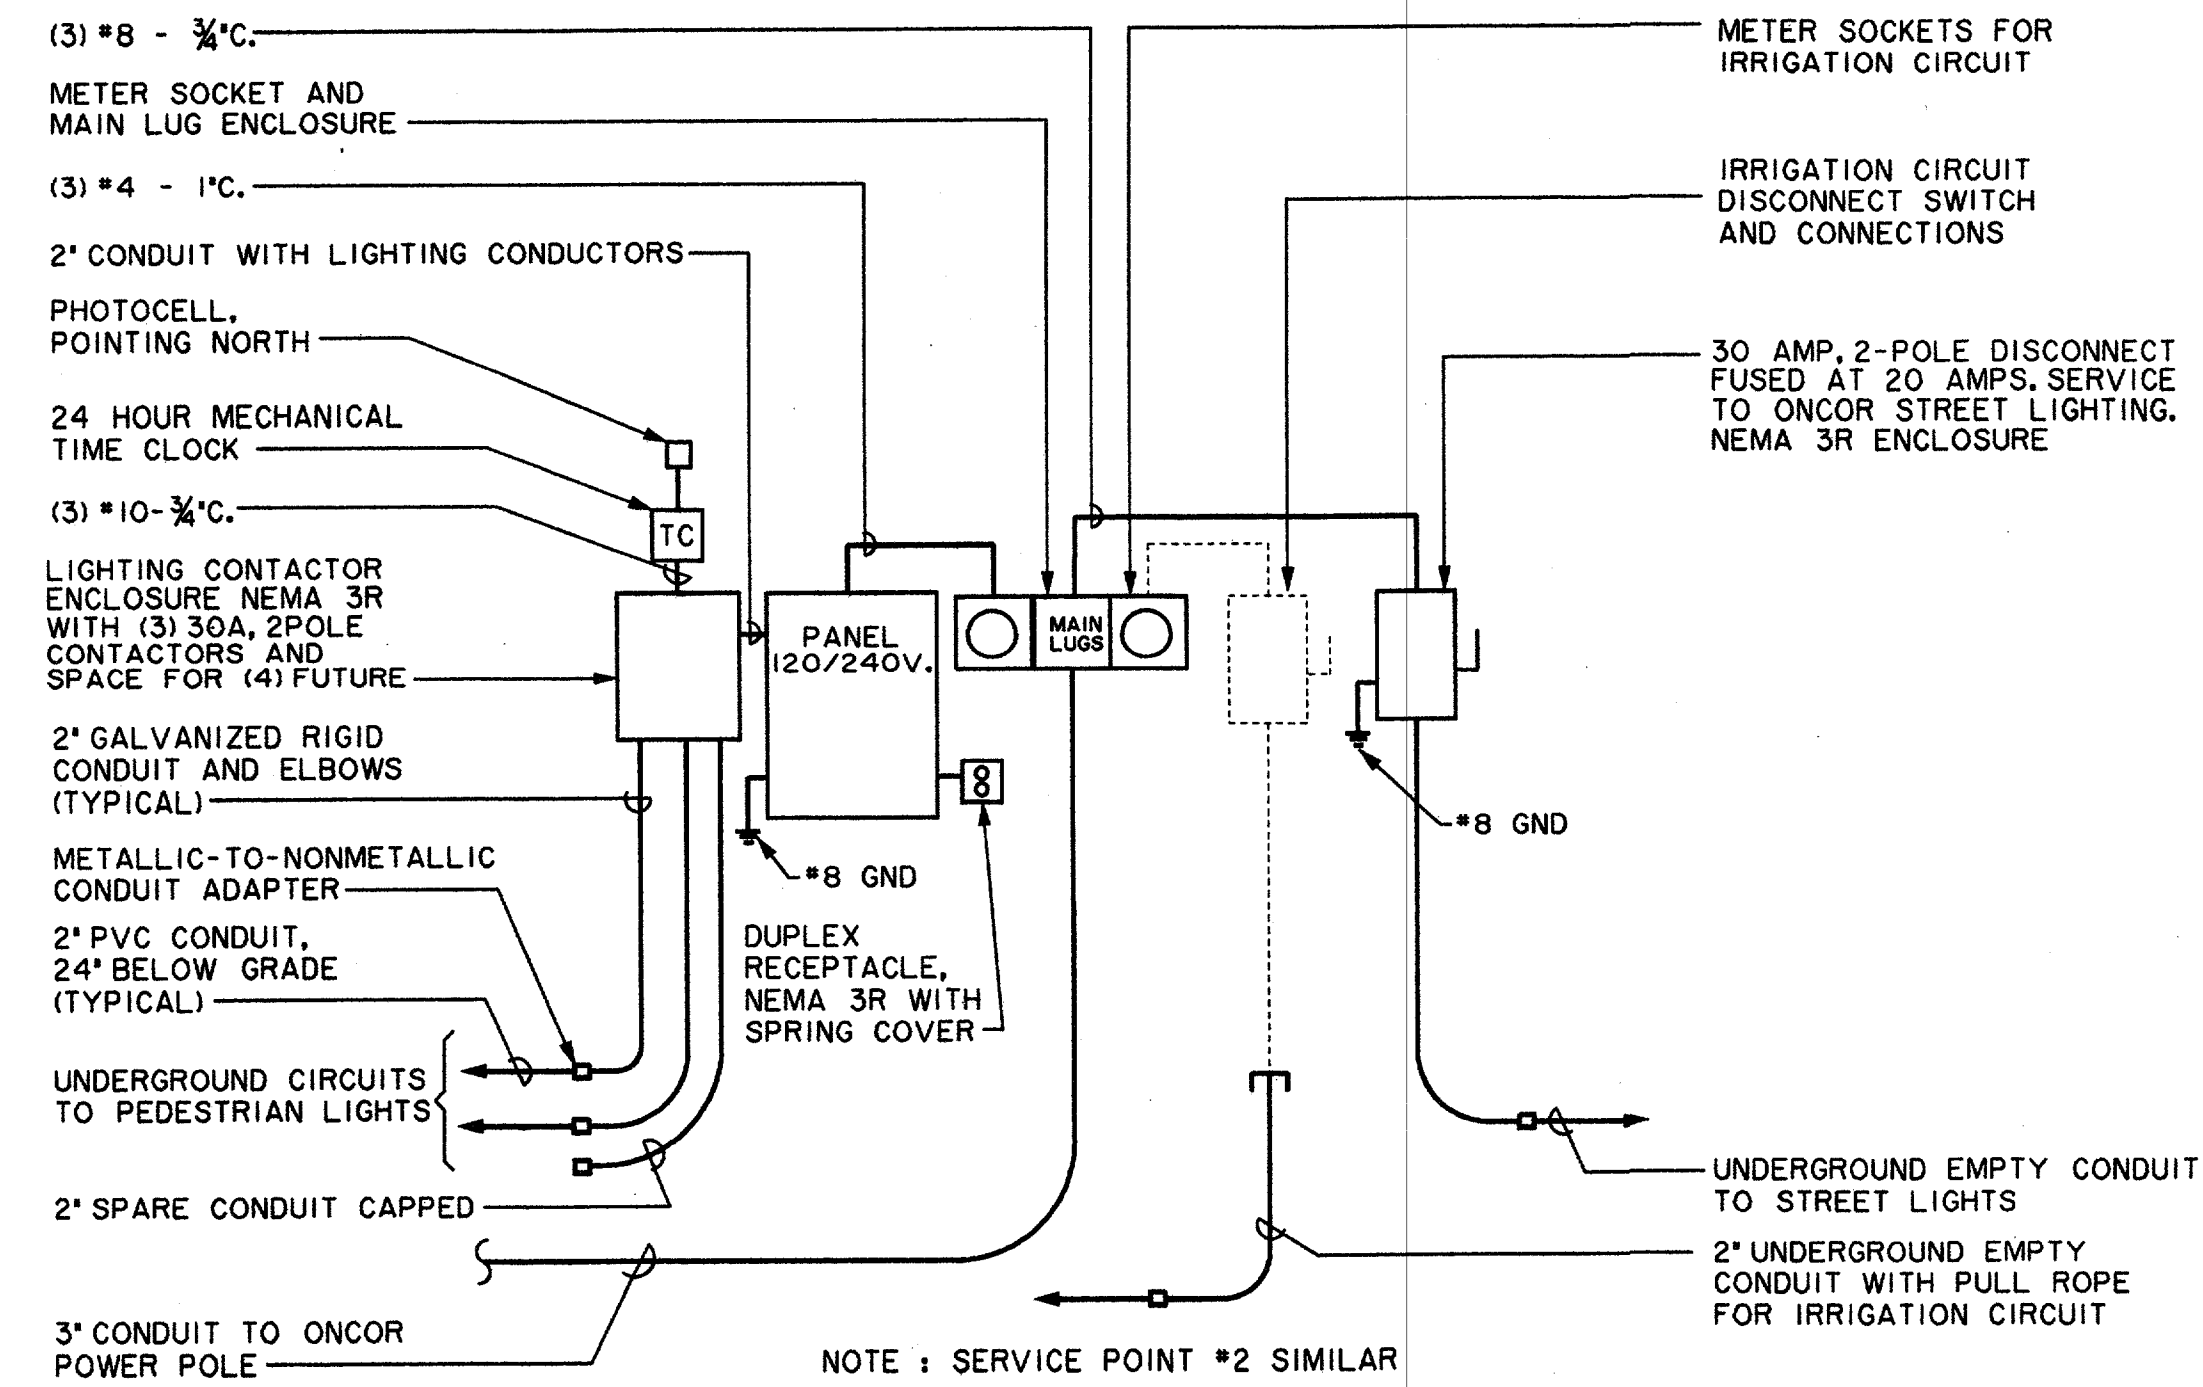 (3) #8 - ¾"C.
METER SOCKET AND
MAIN LUG ENCLOSURE
(3) #4 - 1"C.
2" CONDUIT WITH LIGHTING CONDUCTORS
PHOTOCELL,
POINTING NORTH
24 HOUR MECHANICAL
TIME CLOCK
(3) #10-¾"C.
LIGHTING CONTACTOR
ENCLOSURE NEMA 3R
WITH (3) 30A, 2POLE
CONTACTORS AND
SPACE FOR (4) FUTURE
2" GALVANIZED RIGID
CONDUIT AND ELBOWS
(TYPICAL)
METALLIC-TO-NONMETALLIC
CONDUIT ADAPTER
2" PVC CONDUIT,
24" BELOW GRADE
(TYPICAL)
UNDERGROUND CIRCUITS
TO PEDESTRIAN LIGHTS
2" SPARE CONDUIT CAPPED
3" CONDUIT TO ONCOR
POWER POLE
TC
PANEL
120/240V.
MAIN
LUGS
#8 GND
DUPLEX
RECEPTACLE,
NEMA 3R WITH
SPRING COVER
METER SOCKETS FOR
IRRIGATION CIRCUIT
IRRIGATION CIRCUIT
DISCONNECT SWITCH
AND CONNECTIONS
30 AMP, 2-POLE DISCONNECT
FUSED AT 20 AMPS. SERVICE
TO ONCOR STREET LIGHTING.
NEMA 3R ENCLOSURE
#8 GND
UNDERGROUND EMPTY CONDUIT
TO STREET LIGHTS
2" UNDERGROUND EMPTY
CONDUIT WITH PULL ROPE
FOR IRRIGATION CIRCUIT
NOTE : SERVICE POINT #2 SIMILAR